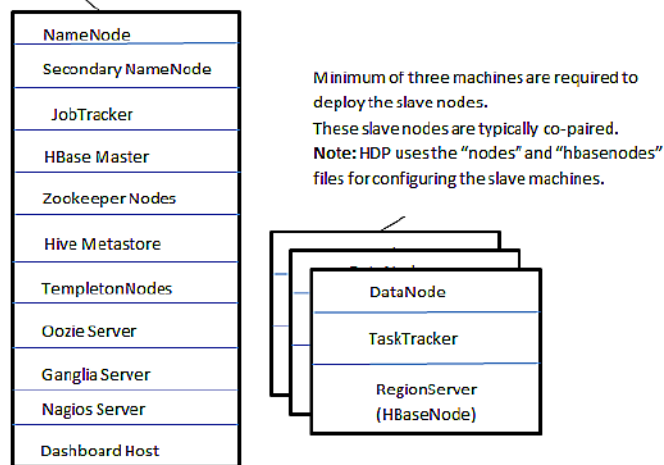 NameNode
Secondary NameNode
JobTracker
HBase Master
Zookeeper Nodes
Hive Metastore
TempletonNodes
Oozie Server
Ganglia Server
Nagios Server
Dashboard Host
Minimum of three machines are required to
deploy the slave nodes.
These slave nodes are typically co-paired.
Note: HDP uses the “nodes” and “hbasenodes”
files for configuring the slave machines.
DataNode
TaskTracker
RegionServer
(HBaseNode)